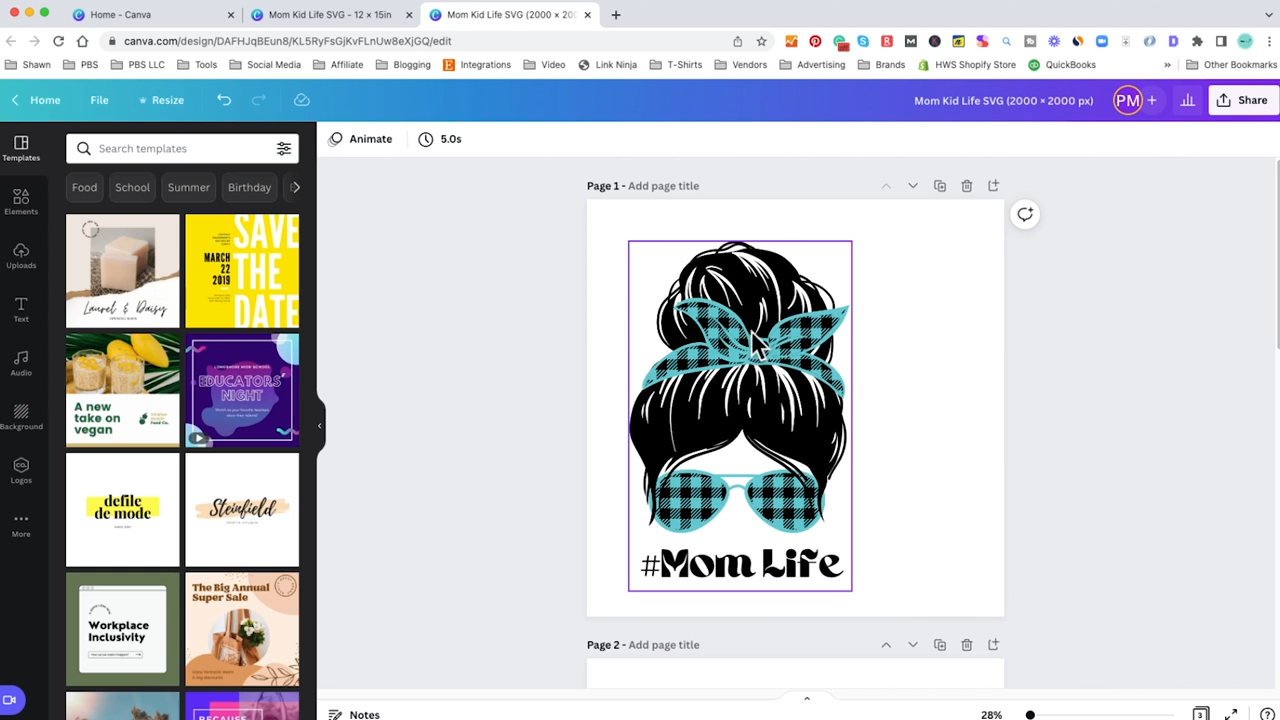 Home - Canva
Mom Kid Life SVG - 12 × 15in
Mom Kid Life SVG (2000 × 200
canva.com/design/DAFHJqBEun8/KL5RyFsGjKvFLnUw8eXjGQ/edit
Shawn
PBS
PBS LLC
Tools
Social Media
Affiliate
Blogging
Integrations
Video
Link Ninja
T-Shirts
Vendors
Advertising
Brands
HWS Shopify Store
QuickBooks
Other Bookmarks
Home
File
Resize
Mom Kid Life SVG (2000 × 2000 px)
PM
Share
Templates
Elements
Uploads
Text
Audio
Background
Logos
More
Search templates
Food
School
Summer
Birthday
Laurel & Daisy
SAVE
THE
DATE
MARCH
22
2019
A new
take on
vegan
EDUCATORS'
NIGHT
defile
de mode
Steinfield
Workplace
Inclusivity
The Big Annual
Super Sale
BECAUSE
Animate
5.0s
Page 1 - Add page title
#Mom Life
Page 2 - Add page title
Notes
28%
3